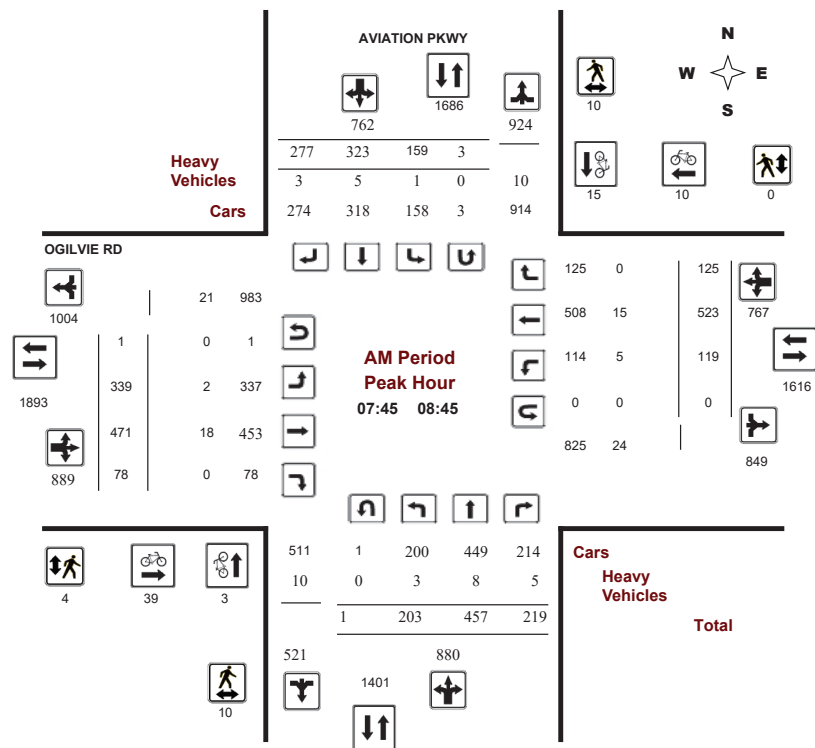 AVIATION PKWY
N
W E
S
1686
762 924
10
277 323 159 3
Heavy
Vehicles
3 5 1 0 10
Cars
274 318 158 3 914
15 10 0
OGILVIE RD
1004
21 983
125 0 125
508 15 523 767
1 0 1
AM Period
Peak Hour
114 5 119
1893 339 2 337
1616
07:45 08:45
0 0 0
471 18 453
825 24
849
889 78 0 78
511 1 200 449 214
Cars
10 0 3 8 5
Heavy
Vehicles
4 39 3
1 203 457 219
Total
521 880
1401
10